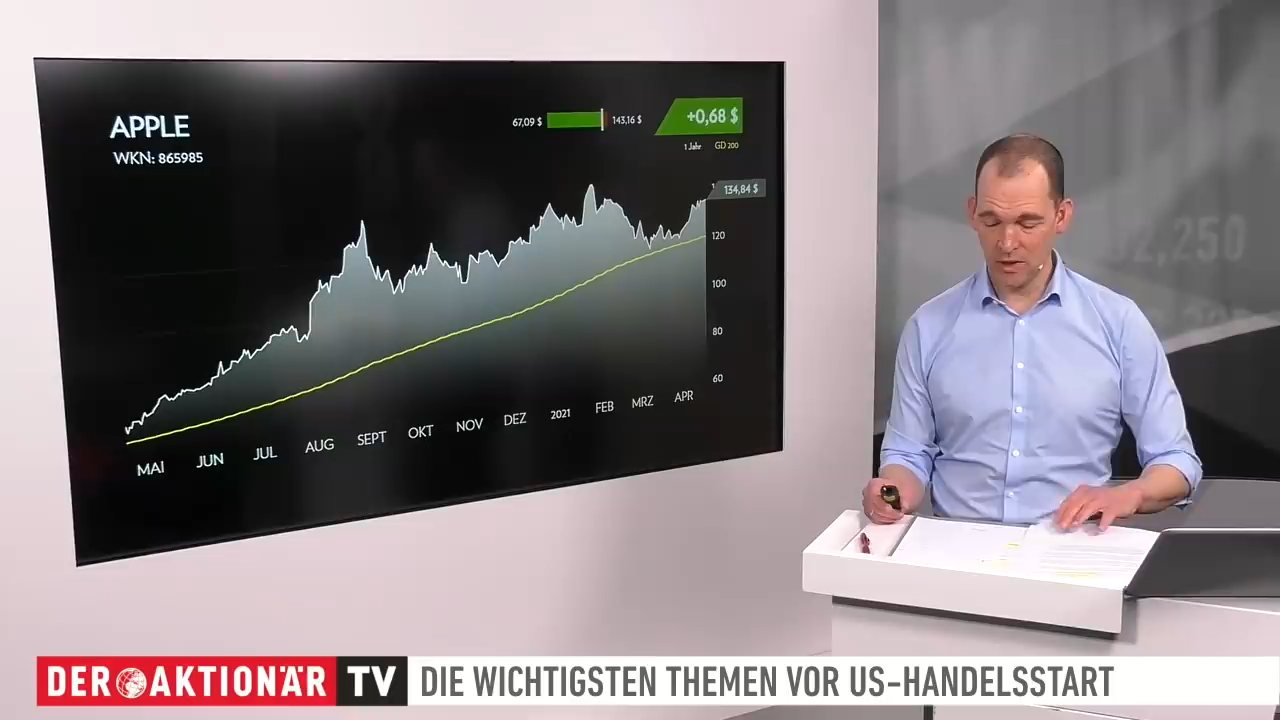 APPLE
WKN: 865985
67,09 $
143,16 $
+0,68 $
1 Jahr
GD 200
134,84 $
120
100
80
60
MAI
JUN
JUL
AUG
SEPT
OKT
NOV
DEZ
2021
FEB
MRZ
APR
2,250
DER AKTIONÄR TV
DIE WICHTIGSTEN THEMEN VOR US-HANDELSSTART